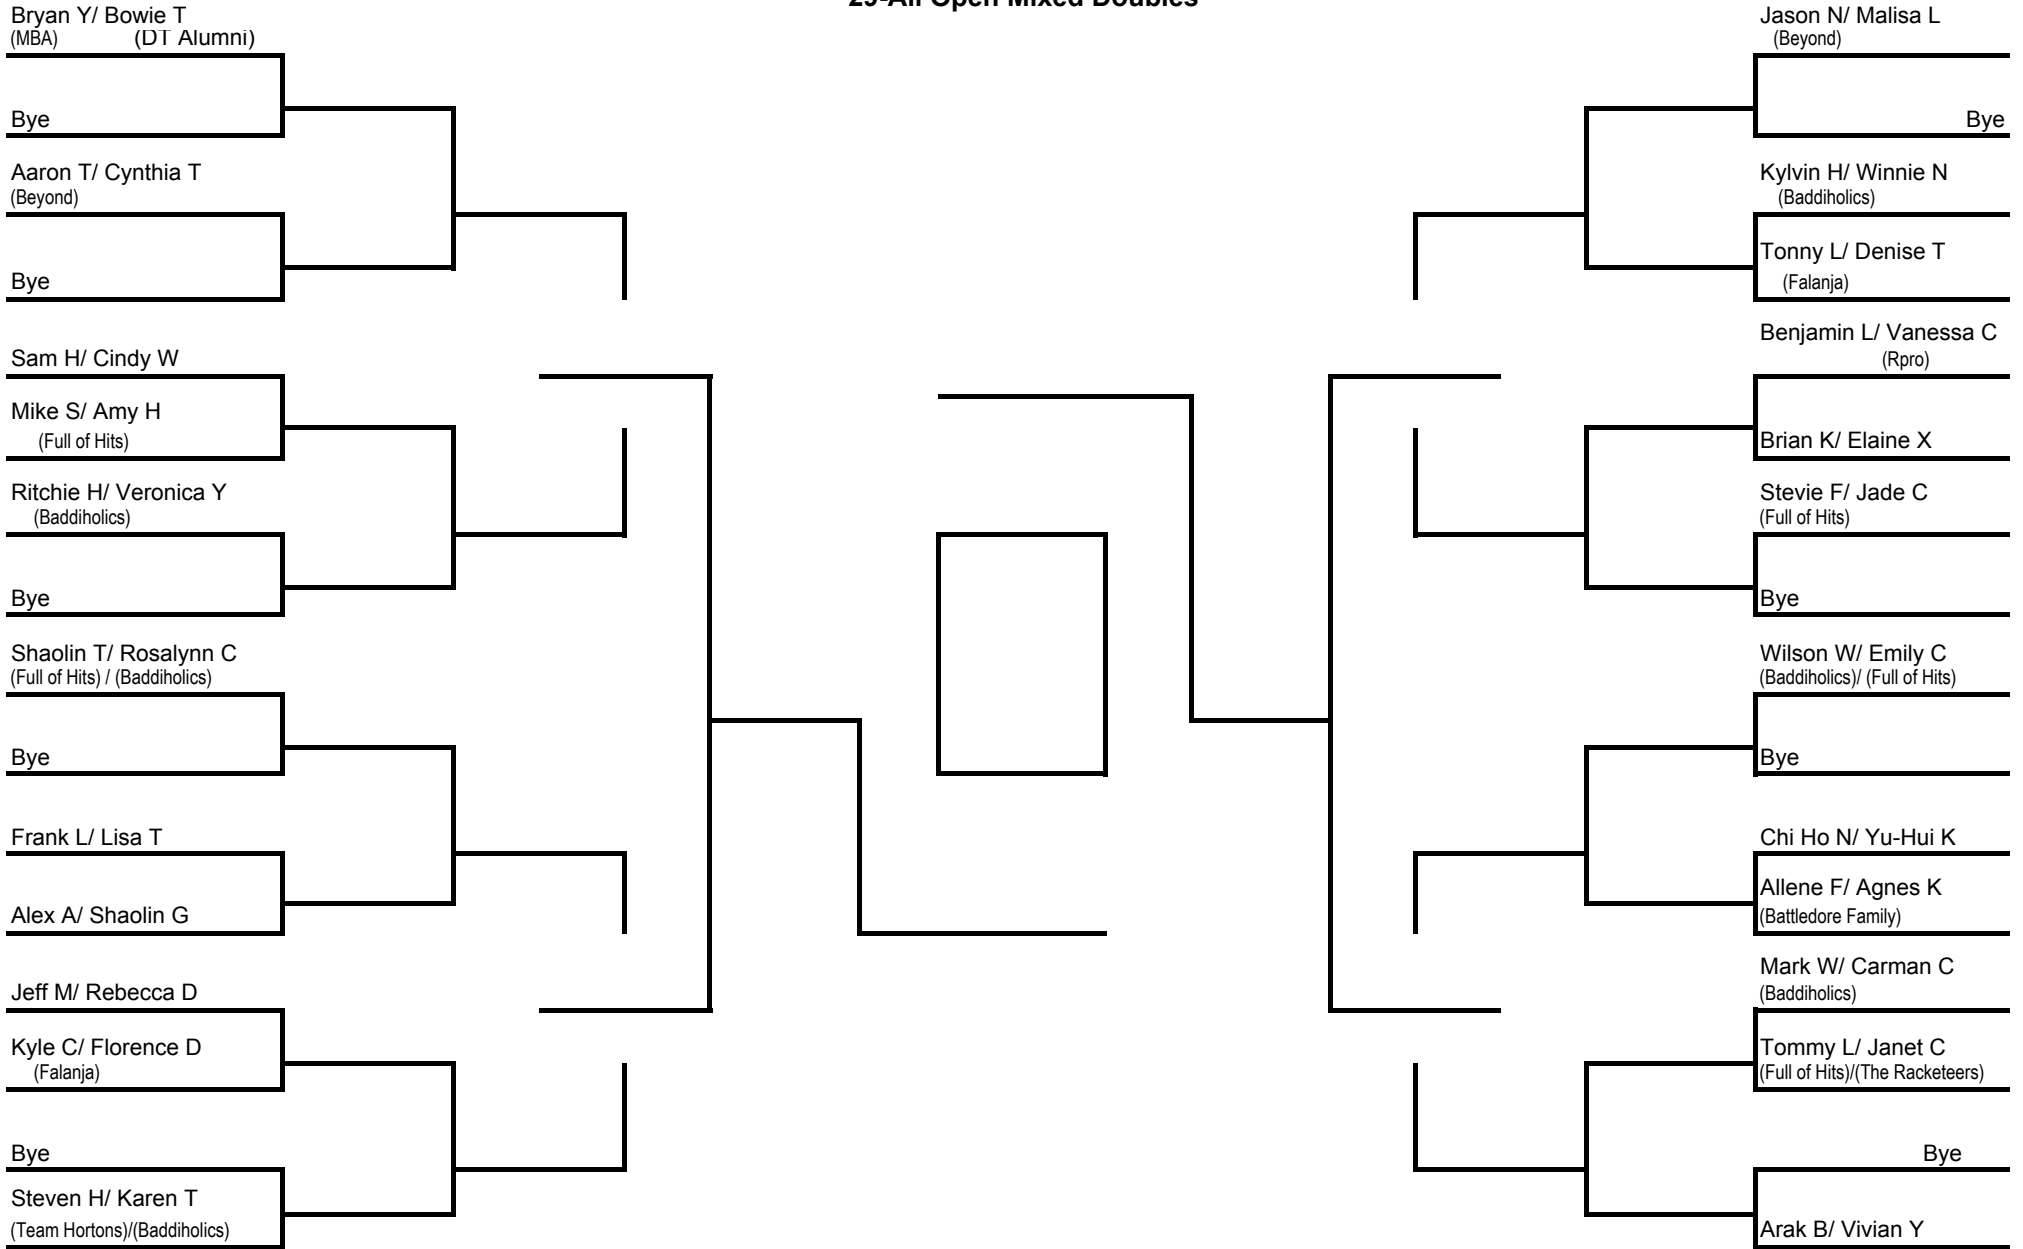 29-All Open Mixed Doubles
Bryan Y/ Bowie T
(MBA) (DT Alumni)
Bye
Aaron T/ Cynthia T
(Beyond)
Bye
Sam H/ Cindy W
Mike S/ Amy H
(Full of Hits)
Ritchie H/ Veronica Y
(Baddiholics)
Bye
Shaolin T/ Rosalynn C
(Full of Hits) / (Baddiholics)
Bye
Frank L/ Lisa T
Alex A/ Shaolin G
Jeff M/ Rebecca D
Kyle C/ Florence D
(Falanja)
Bye
Steven H/ Karen T
(Team Hortons)/(Baddiholics)
Jason N/ Malisa L
(Beyond)
Bye
Kylvin H/ Winnie N
(Baddiholics)
Tonny L/ Denise T
(Falanja)
Benjamin L/ Vanessa C
(Rpro)
Brian K/ Elaine X
Stevie F/ Jade C
(Full of Hits)
Bye
Wilson W/ Emily C
(Baddiholics)/ (Full of Hits)
Bye
Chi Ho N/ Yu-Hui K
Allene F/ Agnes K
(Battledore Family)
Mark W/ Carman C
(Baddiholics)
Tommy L/ Janet C
(Full of Hits)/(The Racketeers)
Bye
Arak B/ Vivian Y